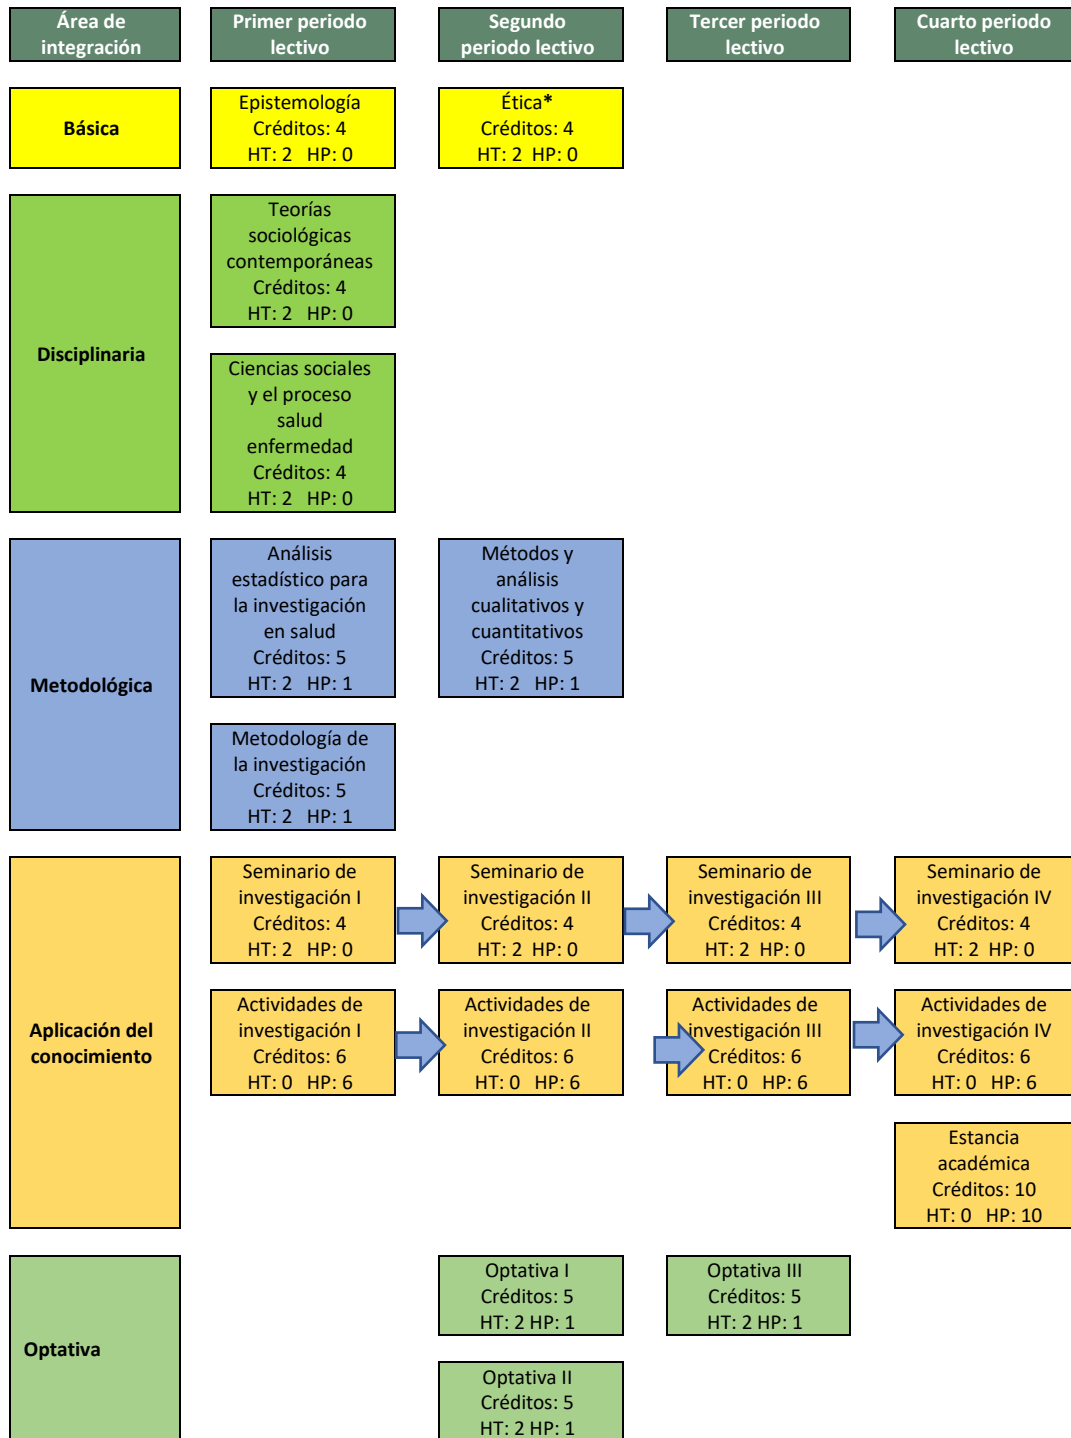 Área de
integración
Primer periodo
lectivo
Segundo
periodo lectivo
Tercer periodo
lectivo
Cuarto periodo
lectivo
Básica
Epistemología
Créditos: 4
HT: 2 HP: 0
Ética*
Créditos: 4
HT: 2 HP: 0
Disciplinaria
Teorías
sociológicas
contemporáneas
Créditos: 4
HT: 2 HP: 0
Ciencias sociales
y el proceso
salud
enfermedad
Créditos: 4
HT: 2 HP: 0
Metodológica
Análisis
estadístico para
la investigación
en salud
Créditos: 5
HT: 2 HP: 1
Métodos y
análisis
cualitativos y
cuantitativos
Créditos: 5
HT: 2 HP: 1
Metodología de
la investigación
Créditos: 5
HT: 2 HP: 1
Aplicación del
conocimiento
Seminario de
investigación I
Créditos: 4
HT: 2 HP: 0
Seminario de
investigación II
Créditos: 4
HT: 2 HP: 0
Seminario de
investigación III
Créditos: 4
HT: 2 HP: 0
Seminario de
investigación IV
Créditos: 4
HT: 2 HP: 0
Actividades de
investigación I
Créditos: 6
HT: 0 HP: 6
Actividades de
investigación II
Créditos: 6
HT: 0 HP: 6
Actividades de
investigación III
Créditos: 6
HT: 0 HP: 6
Actividades de
investigación IV
Créditos: 6
HT: 0 HP: 6
Estancia
académica
Créditos: 10
HT: 0 HP: 10
Optativa
Optativa I
Créditos: 5
HT: 2 HP: 1
Optativa III
Créditos: 5
HT: 2 HP: 1
Optativa II
Créditos: 5
HT: 2 HP: 1